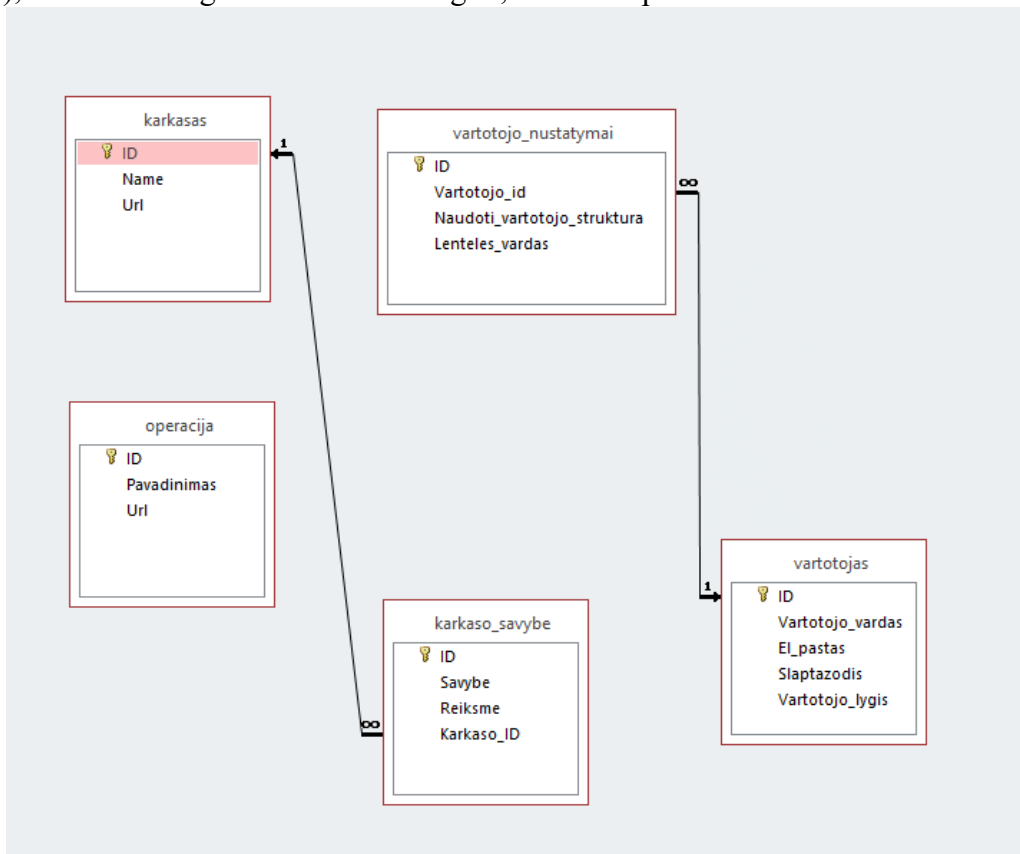 karkasas
ID
Name
Url
1
vartotojo_nustatymai
ID
Vartotojo_id
Naudoti_vartotojo_struktura
Lenteles_vardas
∞
operacija
ID
Pavadinimas
Url
karkaso_savybe
ID
Savybe
Reiksme
Karkaso_ID
∞
vartotojas
1
ID
Vartotojo_vardas
El_pastas
Slaptazodis
Vartotojo_lygis